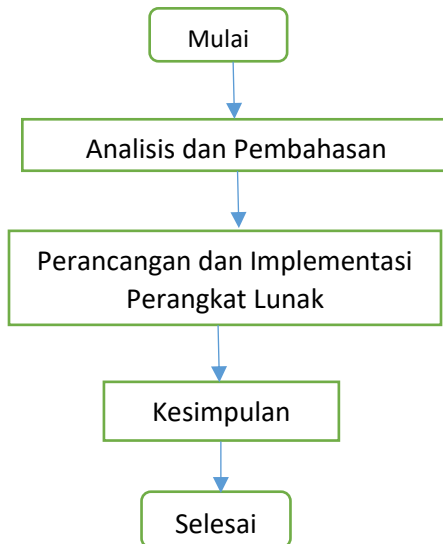 Mulai
Analisis dan Pembahasan
Perancangan dan Implementasi
Perangkat Lunak
Kesimpulan
Selesai